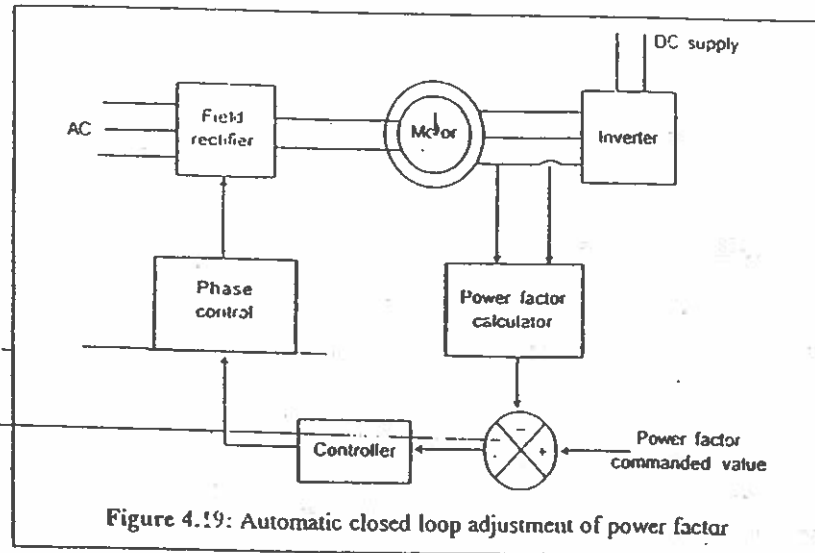 DC supply
AC
Field
rectifier
Motor
Inverter
Phase
control
Power factor
calculator
Controller
-
-
+
Power factor
commanded value
Figure 4.19: Automatic closed loop adjustment of power factor